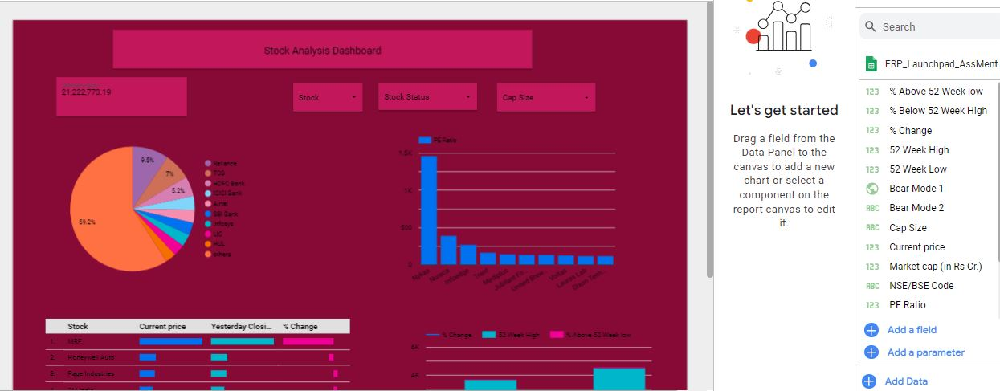 Stock Analysis Dashboard
21,222,773.19
Stock
Stock Status
Cap Size
9.5%
7%
5.2%
59.2%
Reliance
TCS
HDFC Bank
ICICI Bank
Airtel
SBI Bank
Infosys
LIC
HUL
others
PE Ratio
1.5K
1K
500
0
Nykaa
Nureca
Infoedge
Trent
Mediplus
Jubilant Fo...
United Brew...
Voltas
Lauras Lab
Dixon Tech...
Stock Current price Yesterday Closi... % Change
1. MRF
2. Honeywell Auto
3. Page Industries
% Change 52 Week High % Above 52 Week low
6K
4K
Let's get started
Drag a field from the
Data Panel to the
canvas to add a new
chart or select a
component on the
report canvas to edit
it.
Search
ERP_Launchpad_AssMent.
123 % Above 52 Week low
123 % Below 52 Week High
123 % Change
123 52 Week High
123 52 Week Low
Bear Mode 1
ABC Bear Mode 2
ABC Cap Size
123 Current price
123 Market cap (in Rs Cr.)
ABC NSE/BSE Code
123 PE Ratio
Add a field
Add a parameter
Add Data